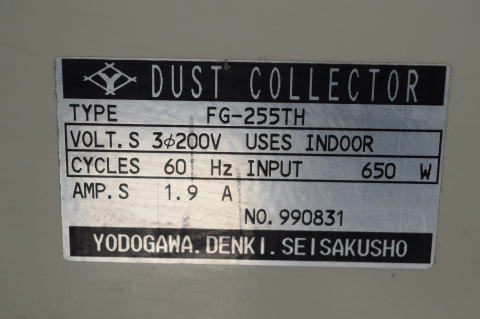 DUST COLLECTOR
TYPE FG-255TH
VOLT.S 3φ200V USES INDOOR
CYCLES 60 Hz INPUT 650 W
AMP.S 1.9 A
NO.990831
YODOGAWA.DENKI.SEISAKUSHO